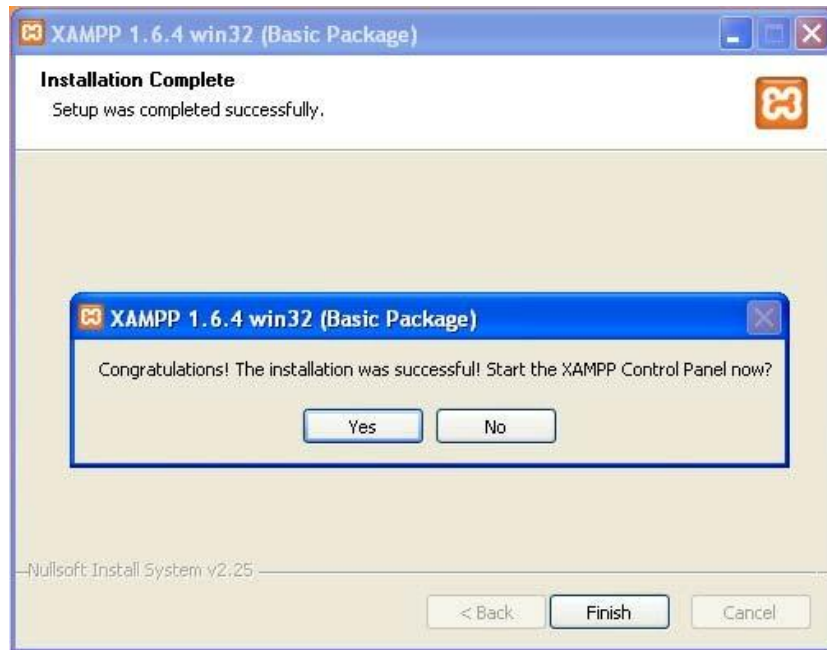 XAMPP 1.6.4 win32 (Basic Package)
Installation Complete
Setup was completed successfully.
XAMPP 1.6.4 win32 (Basic Package)
Congratulations! The installation was successful! Start the XAMPP Control Panel now?
Yes No
Nullsoft Install System v2.25
< Back Finish Cancel